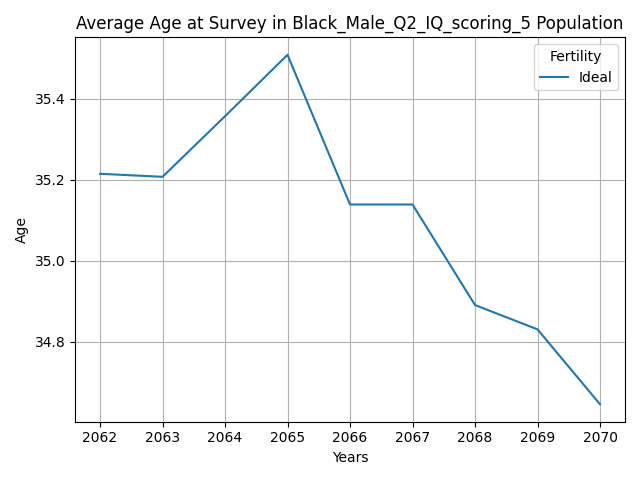 Average Age at Survey in Black_Male_Q2_IQ_scoring_5 Population
Fertility
Ideal
35.4
35.2
35.0
34.8
Age
2062 2063 2064 2065 2066 2067 2068 2069 2070
Years